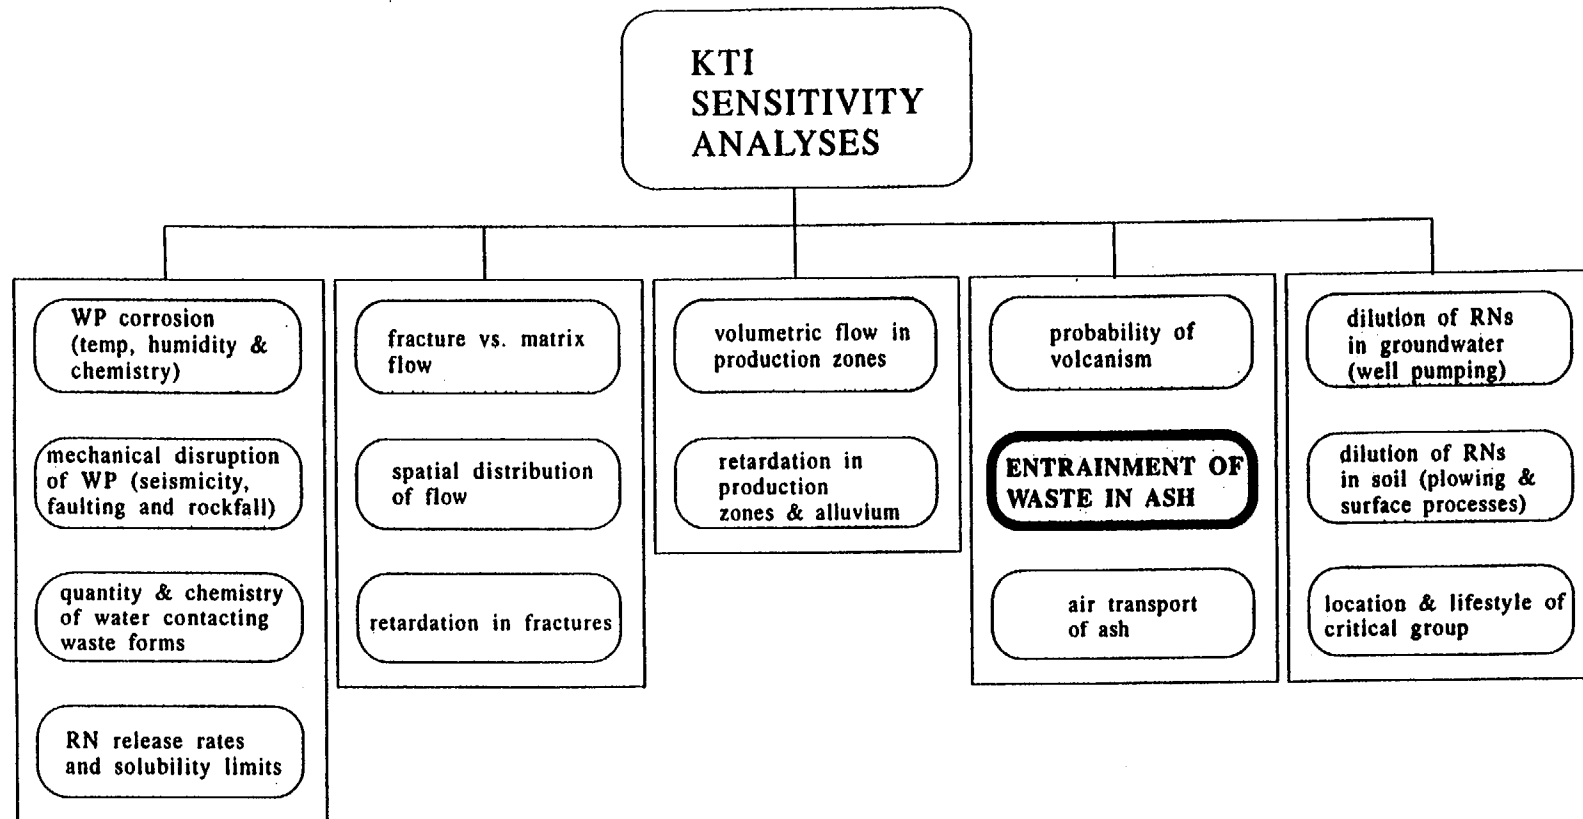 KTI
SENSITIVITY
ANALYSES
WP corrosion
(temp, humidity &
chemistry)
mechanical disruption
of WP (seismicity,
faulting and rockfall)
quantity & chemistry
of water contacting
waste forms
RN release rates
and solubility limits
fracture vs. matrix
flow
spatial distribution
of flow
retardation in fractures
volumetric flow in
production zones
retardation in
production
zones & alluvium
probability of
volcanism
ENTRAINMENT OF
WASTE IN ASH
air transport
of ash
dilution of RNs
in groundwater
(well pumping)
dilution of RNs
in soil (plowing &
surface processes)
location & lifestyle of
critical group